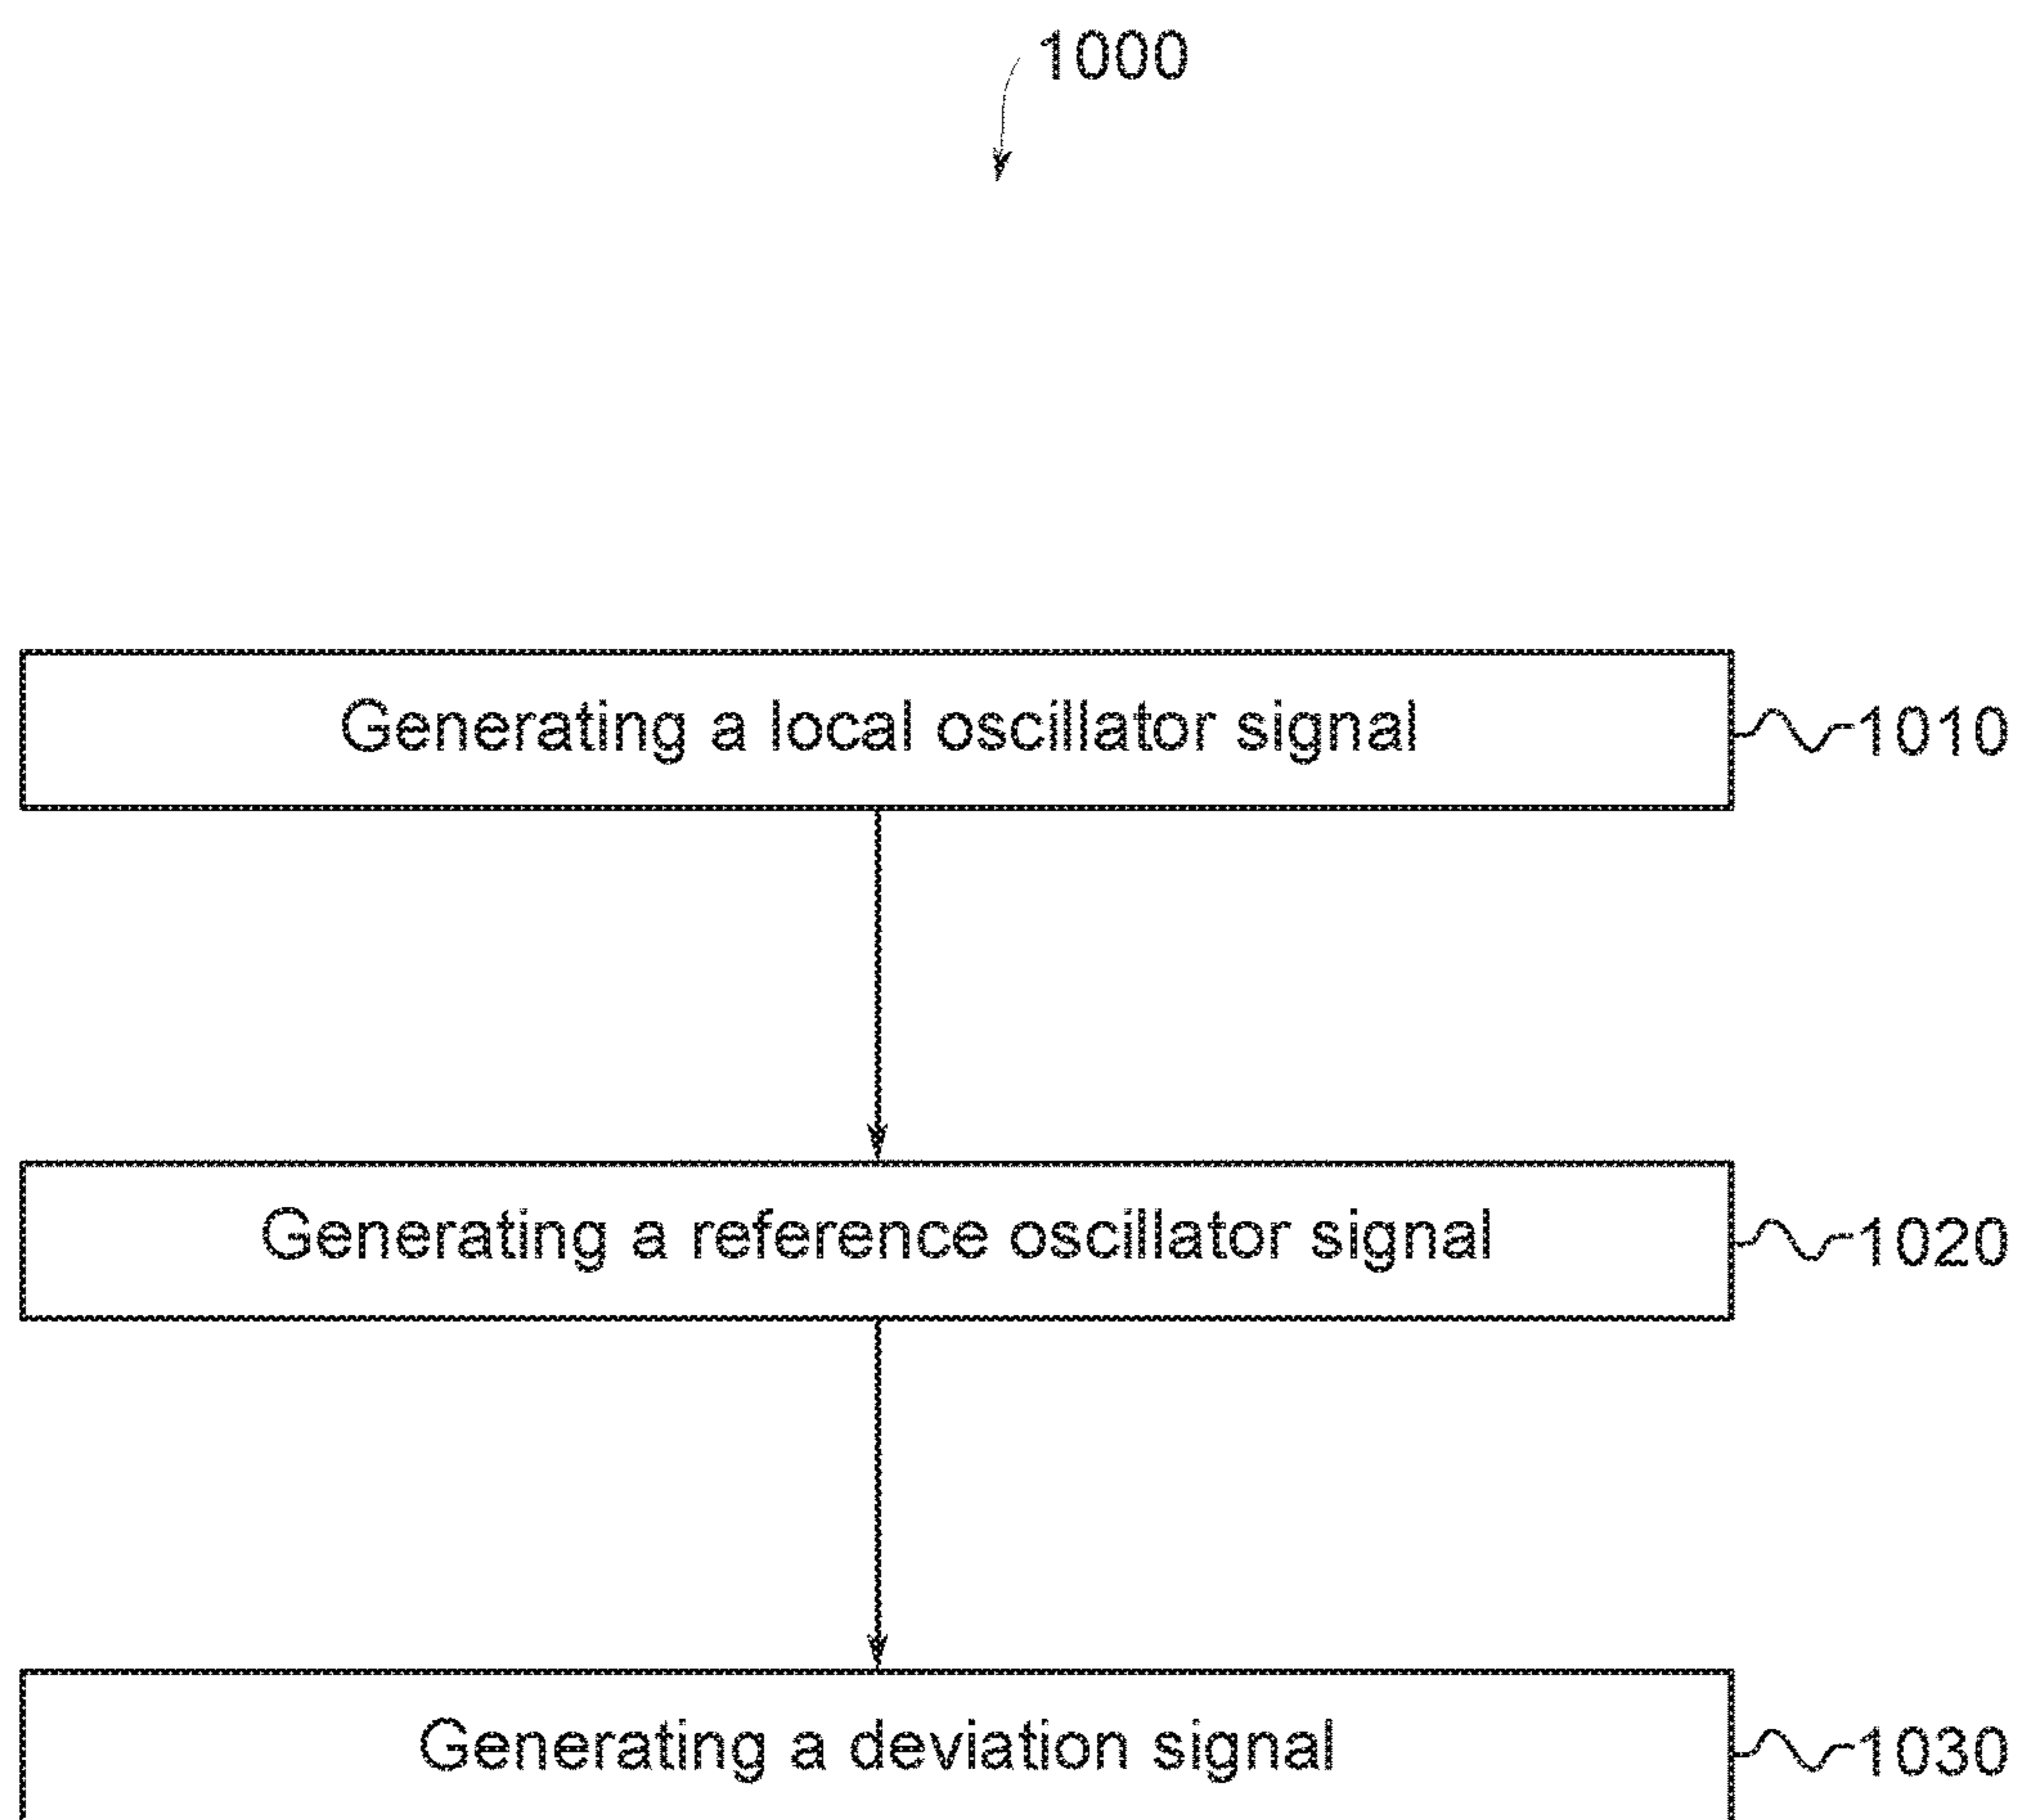 1000
Generating a local oscillator signal
1010
Generating a reference oscillator signal
1020
Generating a deviation signal
1030